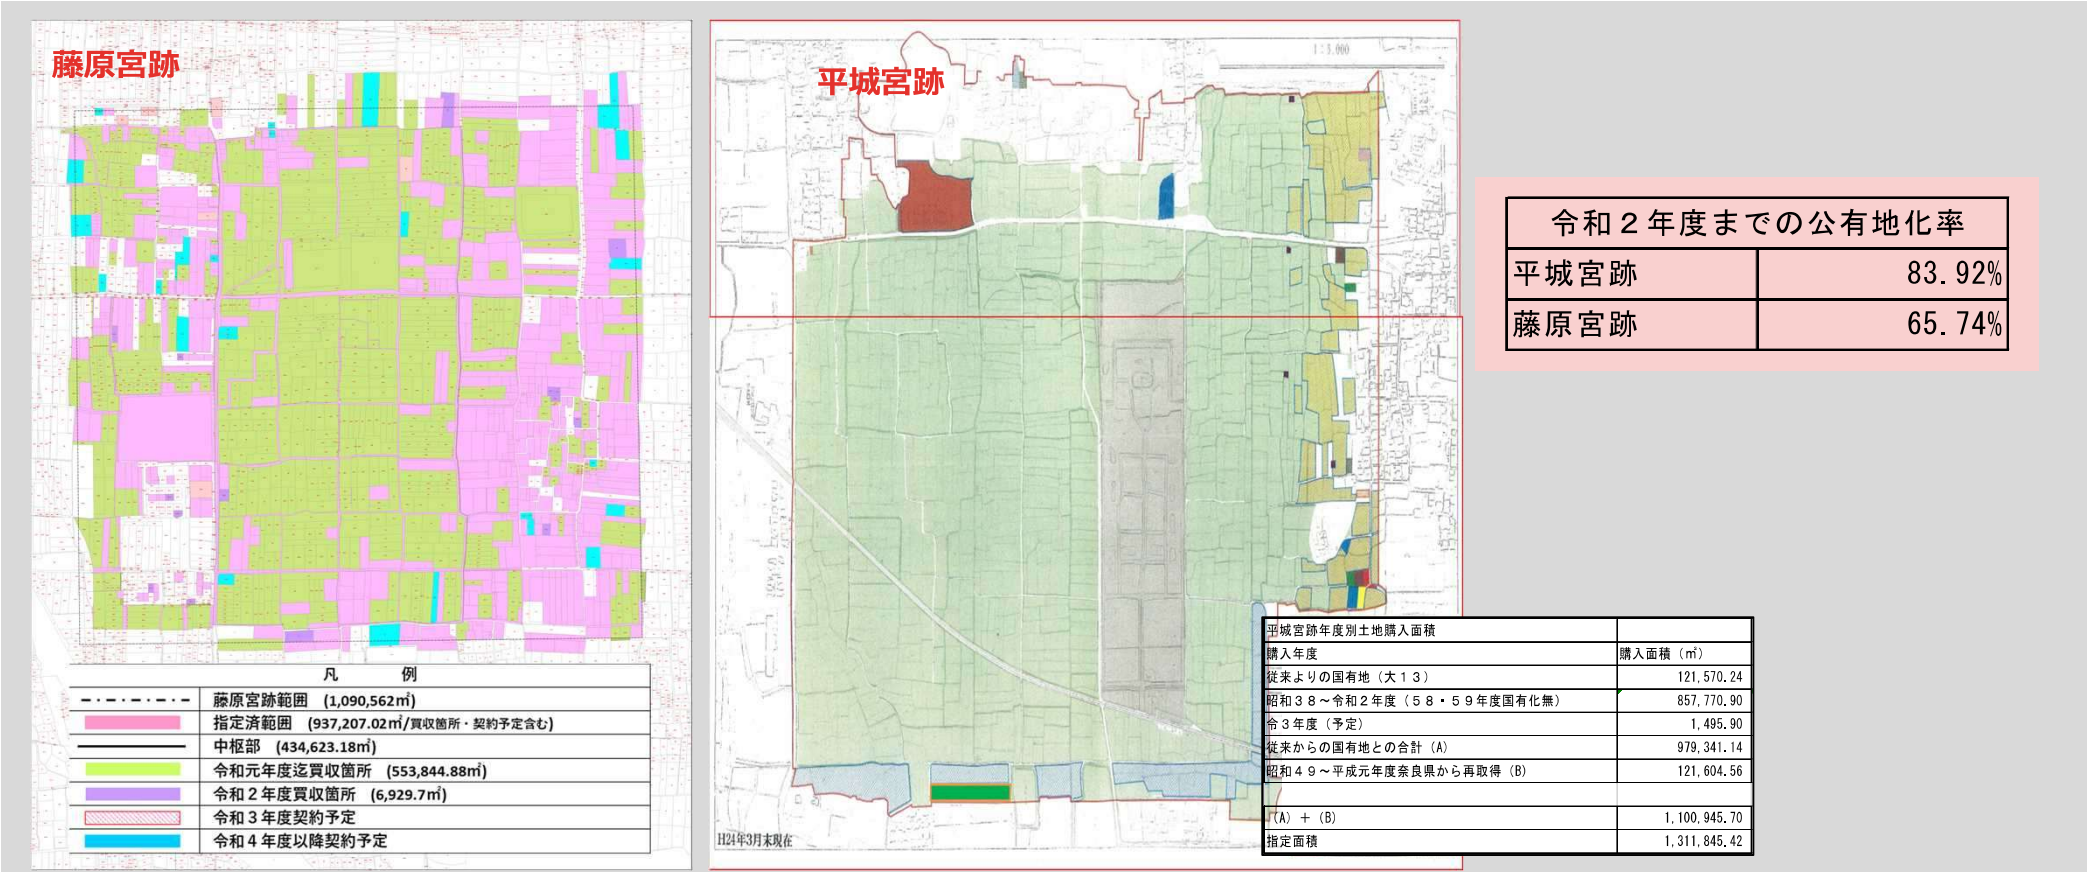 藤原宮跡
凡　例
藤原宮跡範囲　(1,090,562㎡)
指定済範囲　(937,207.02㎡/買収箇所・契約予定含む)
中枢部　(434,623.18㎡)
令和元年度迄買収箇所　(553,844.88㎡)
令和２年度買収箇所　(6,929.7㎡)
令和３年度契約予定
令和４年度以降契約予定
平城宮跡
1：3,000
H24年3月末現在
令和２年度までの公有地化率
平城宮跡　83.92%
藤原宮跡　65.74%
平城宮跡年度別土地購入面積
購入年度　購入面積（㎡）
従来よりの国有地（大１３）　121,570.24
昭和３８～令和２年度（５８・５９年度国有化無）　857,770.90
令３年度（予定）　1,495.90
従来からの国有地との合計（A）　979,341.14
昭和４９～平成元年度奈良県から再取得（B）　121,604.56
（A）＋（B）　1,100,945.70
指定面積　1,311,845.42